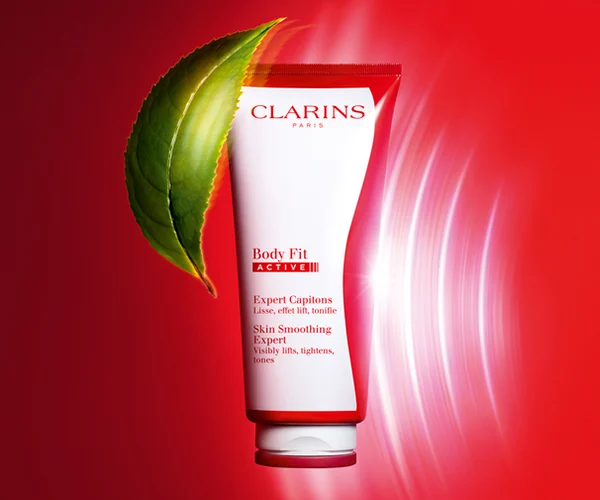 CLARINS
PARIS
Body Fit
ACTIVE
Expert Capitons
Lisse, effet lift, tonifie
Skin Smoothing
Expert
Visibly lifts, tightens,
tones